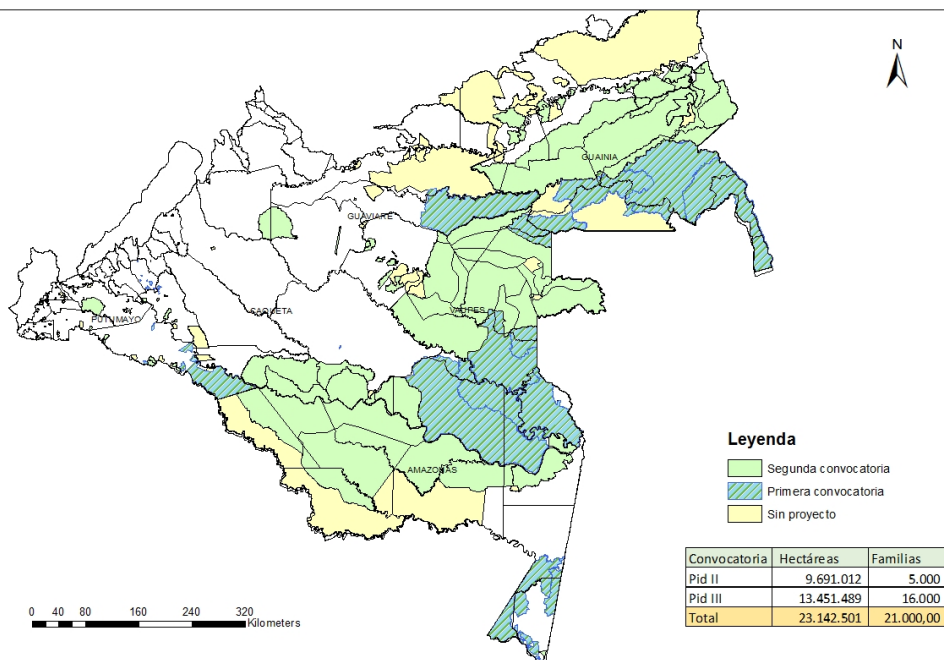 N
GUAINIA
GUAVIARE
CAQUETA
VAUPES
PUTUMAYO
AMAZONAS
Leyenda
Segunda convocatoria
Primera convocatoria
Sin proyecto
Convocatoria Hectáreas Familias
Pid II 9.691.012 5.000
Pid III 13.451.489 16.000
Total 23.142.501 21.000,00
0 40 80 160 240 320
Kilometers